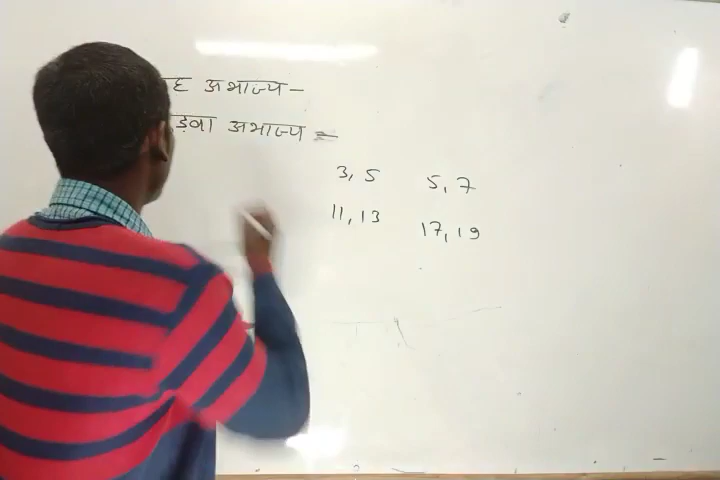 अभाज्य -
अभाज्य =
3, 5 5, 7
11, 13 17, 19